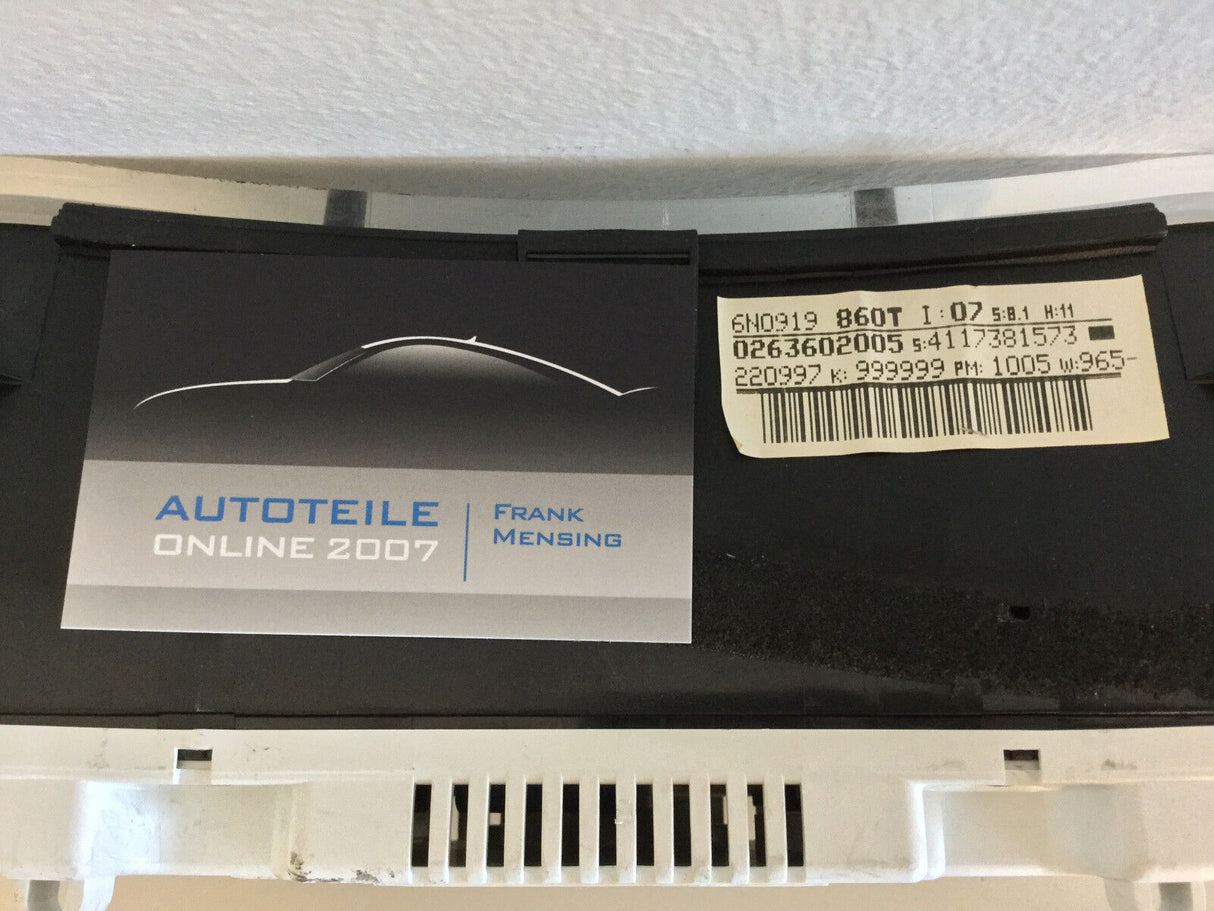 AUTOTEILE
ONLINE 2007
FRANK
MENSING
6N0919 860T I:07 S:8.1 H:11
0263602005 S:4117381573
220997 K: 999999 PM: 1005 W:965-